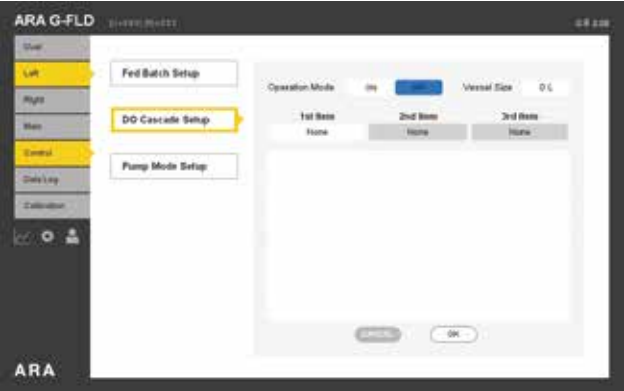 ARA G-FLD
Dual
Left
Right
Main
Control
Data Log
Calibration
Fed Batch Setup
DO Cascade Setup
Pump Mode Setup
Operation Mode ON Vessel Size 0 L
1st Item 2nd Item 3rd Item
None None None
CANCEL OK
ARA